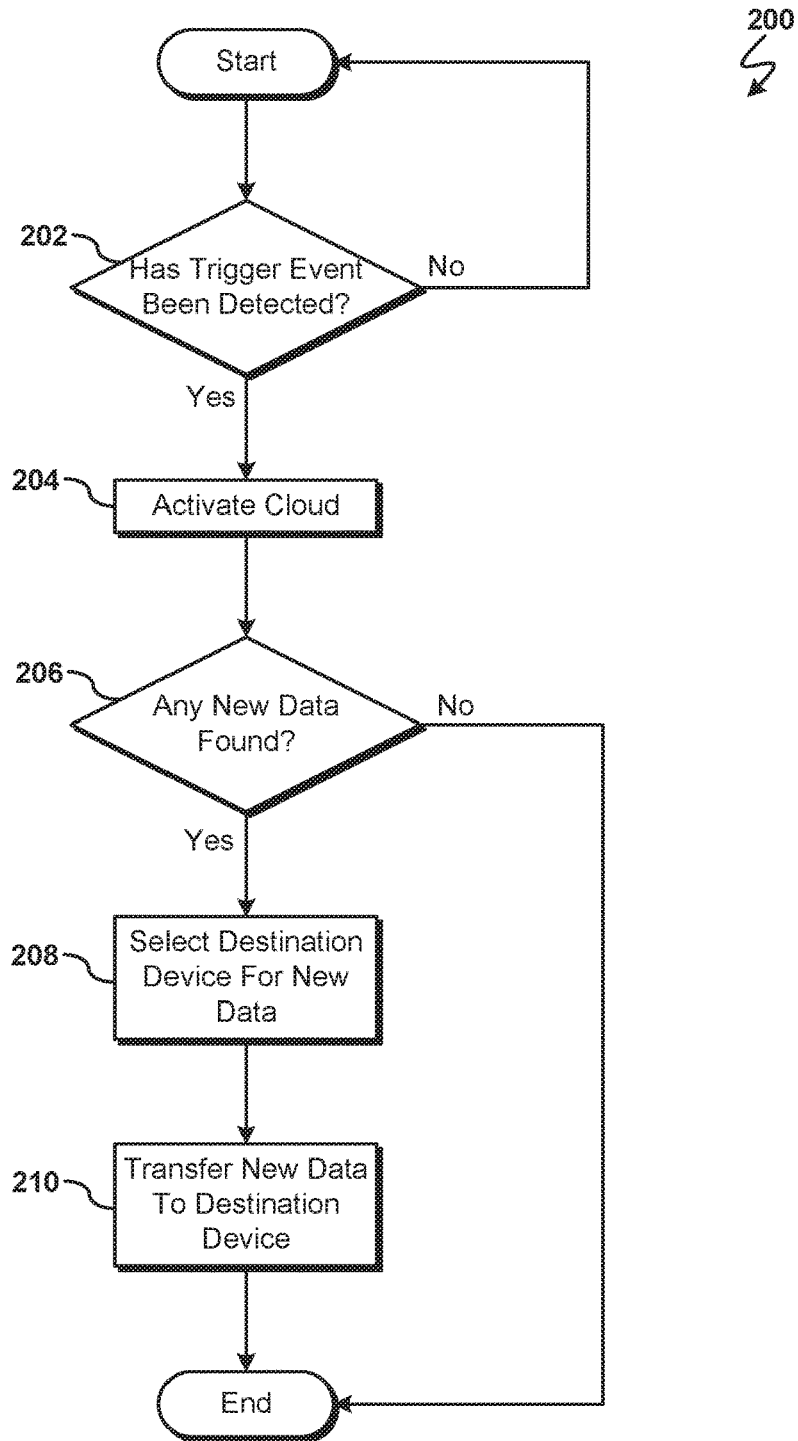 200
Start
202
Has Trigger Event
Been Detected?
No
Yes
204
Activate Cloud
206
Any New Data
Found?
No
Yes
208
Select Destination
Device For New
Data
210
Transfer New Data
To Destination
Device
End